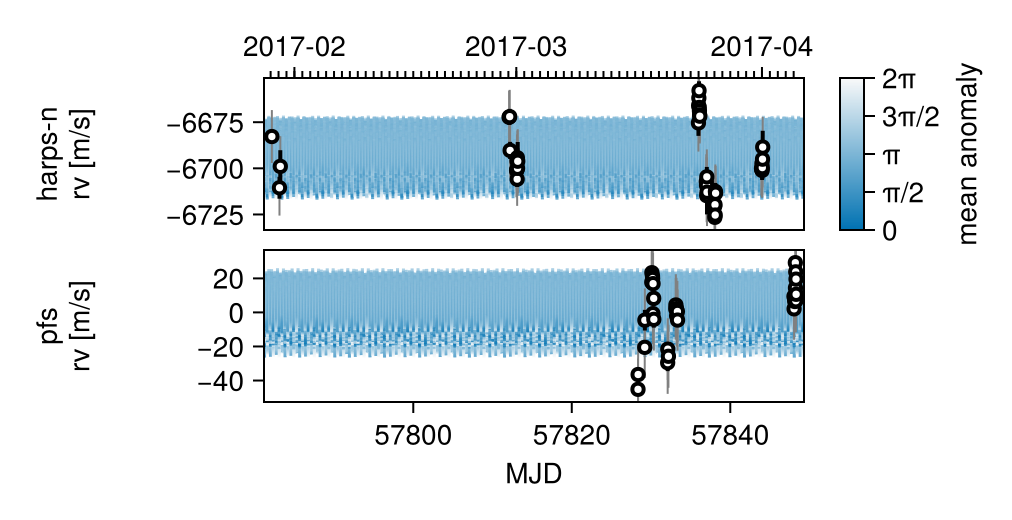 2017-02 2017-03 2017-04
harps-n
rv [m/s]
−6675
−6700
−6725
2π
3π/2
π
π/2
0
mean anomaly
pfs
rv [m/s]
20
0
−20
−40
57800 57820 57840
MJD